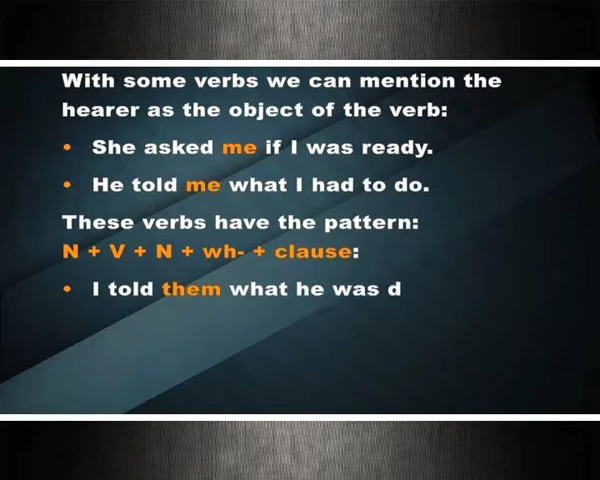 With some verbs we can mention the
hearer as the object of the verb:
• She asked me if I was ready.
• He told me what I had to do.
These verbs have the pattern:
N + V + N + wh- + clause:
• I told them what he was d